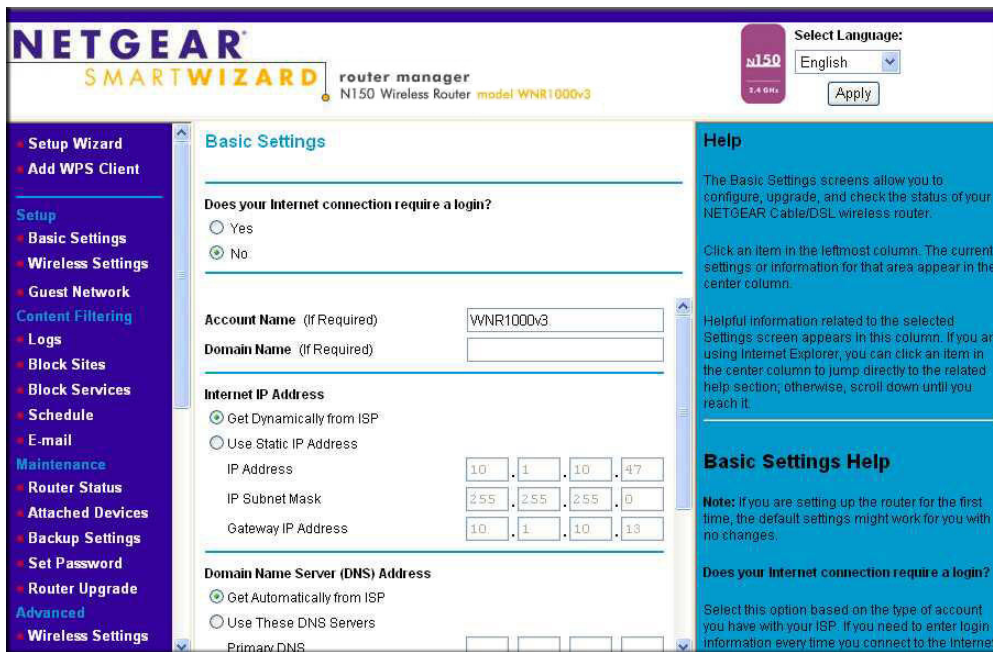 NETGEAR
SMARTWIZARD
router manager
N150 Wireless Router model WNR1000v3
N150
2.4 GHz
Select Language:
English
Apply
Setup Wizard
Add WPS Client
Setup
Basic Settings
Wireless Settings
Guest Network
Content Filtering
Logs
Block Sites
Block Services
Schedule
E-mail
Maintenance
Router Status
Attached Devices
Backup Settings
Set Password
Router Upgrade
Advanced
Wireless Settings
Basic Settings
Does your Internet connection require a login?
Yes
No
Account Name (If Required) WNR1000v3
Domain Name (If Required)
Internet IP Address
Get Dynamically from ISP
Use Static IP Address
IP Address 10 . 1 . 10 . 47
IP Subnet Mask 255 . 255 . 255 . 0
Gateway IP Address 10 . 1 . 10 . 13
Domain Name Server (DNS) Address
Get Automatically from ISP
Use These DNS Servers
Primary DNS
Help
The Basic Settings screens allow you to
configure, upgrade, and check the status of your
NETGEAR Cable/DSL wireless router.
Click an item in the leftmost column. The current
settings or information for that area appear in the
center column.
Helpful information related to the selected
Settings screen appears in this column. If you ar
using Internet Explorer, you can click an item in
the center column to jump directly to the related
help section; otherwise, scroll down until you
reach it.
Basic Settings Help
Note: If you are setting up the router for the first
time, the default settings might work for you with
no changes.
Does your Internet connection require a login?
Select this option based on the type of account
you have with your ISP. If you need to enter login
information every time you connect to the Internet